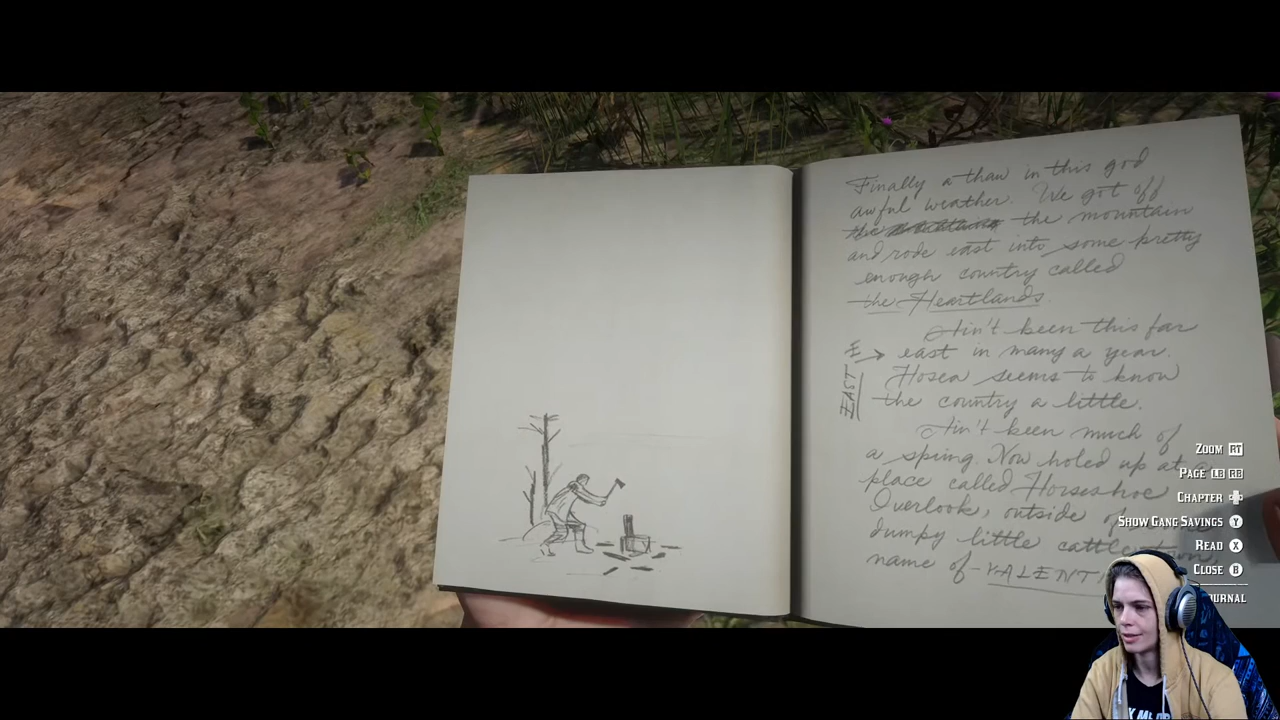 Finally a thaw in this god
awful weather. We got off
the mountain
and rode east into some pretty
enough country called
the Heartlands.
Ain't been this far
east in many a year.
Hosea seems to know
the country a little.
Ain't been much of
a spring. Now holed up at
place called Horseshoe
Overlook, outside of
dumpy little
name of
EAST
ZOOM RT
PAGE LB RB
CHAPTER
SHOW GANG SAVINGS Y
READ X
CLOSE B